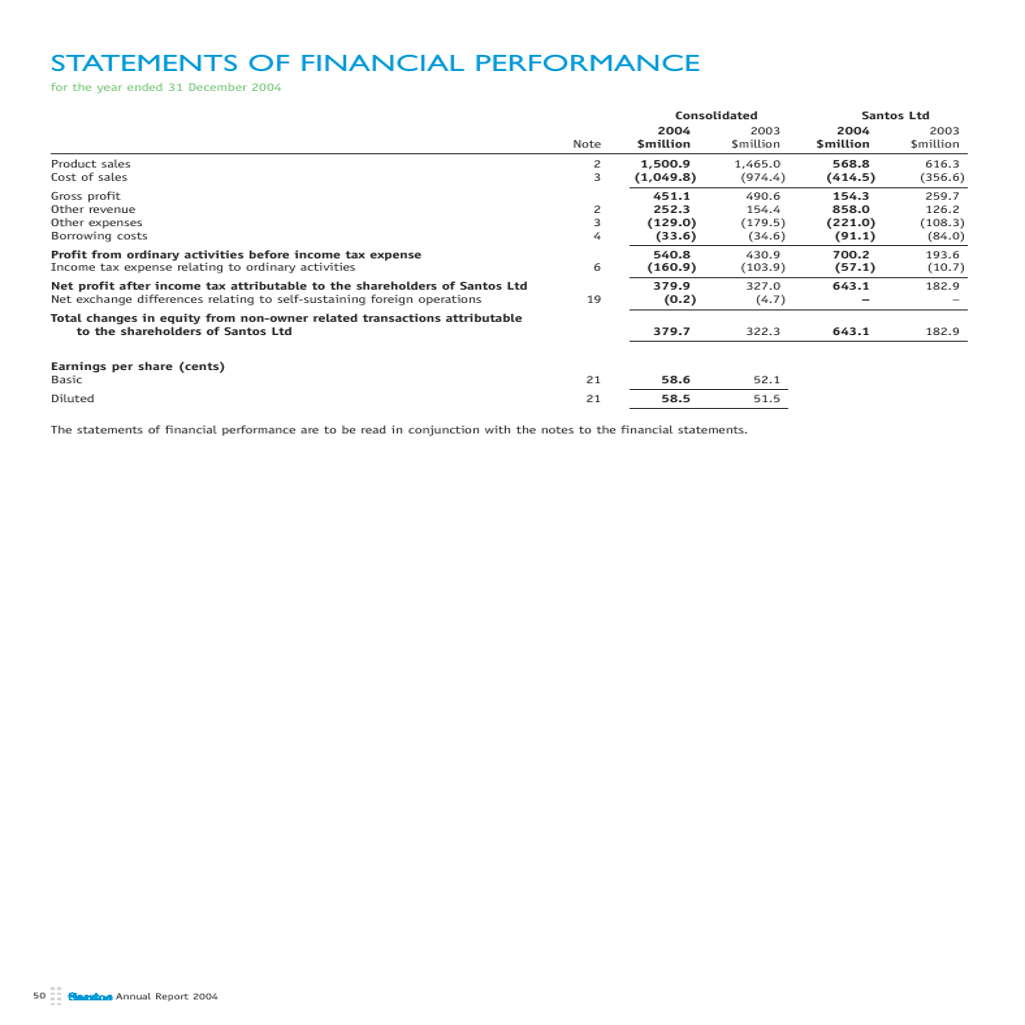 STATEMENTS OF FINANCIAL PERFORMANCE
for the year ended 31 December 2004
Consolidated Santos Ltd
2004 2003 2004 2003
Note $million $million $million $million
Product sales 2 1,500.9 1,465.0 568.8 616.3
Cost of sales 3 (1,049.8) (974.4) (414.5) (356.6)
Gross profit 451.1 490.6 154.3 259.7
Other revenue 2 252.3 154.4 858.0 126.2
Other expenses 3 (129.0) (179.5) (221.0) (108.3)
Borrowing costs 4 (33.6) (34.6) (91.1) (84.0)
Profit from ordinary activities before income tax expense 540.8 430.9 700.2 193.6
Income tax expense relating to ordinary activities 6 (160.9) (103.9) (57.1) (10.7)
Net profit after income tax attributable to the shareholders of Santos Ltd 379.9 327.0 643.1 182.9
Net exchange differences relating to self-sustaining foreign operations 19 (0.2) (4.7) – –
Total changes in equity from non-owner related transactions attributable
to the shareholders of Santos Ltd 379.7 322.3 643.1 182.9
Earnings per share (cents)
Basic 21 58.6 52.1
Diluted 21 58.5 51.5
The statements of financial performance are to be read in conjunction with the notes to the financial statements.
50 Santos Annual Report 2004